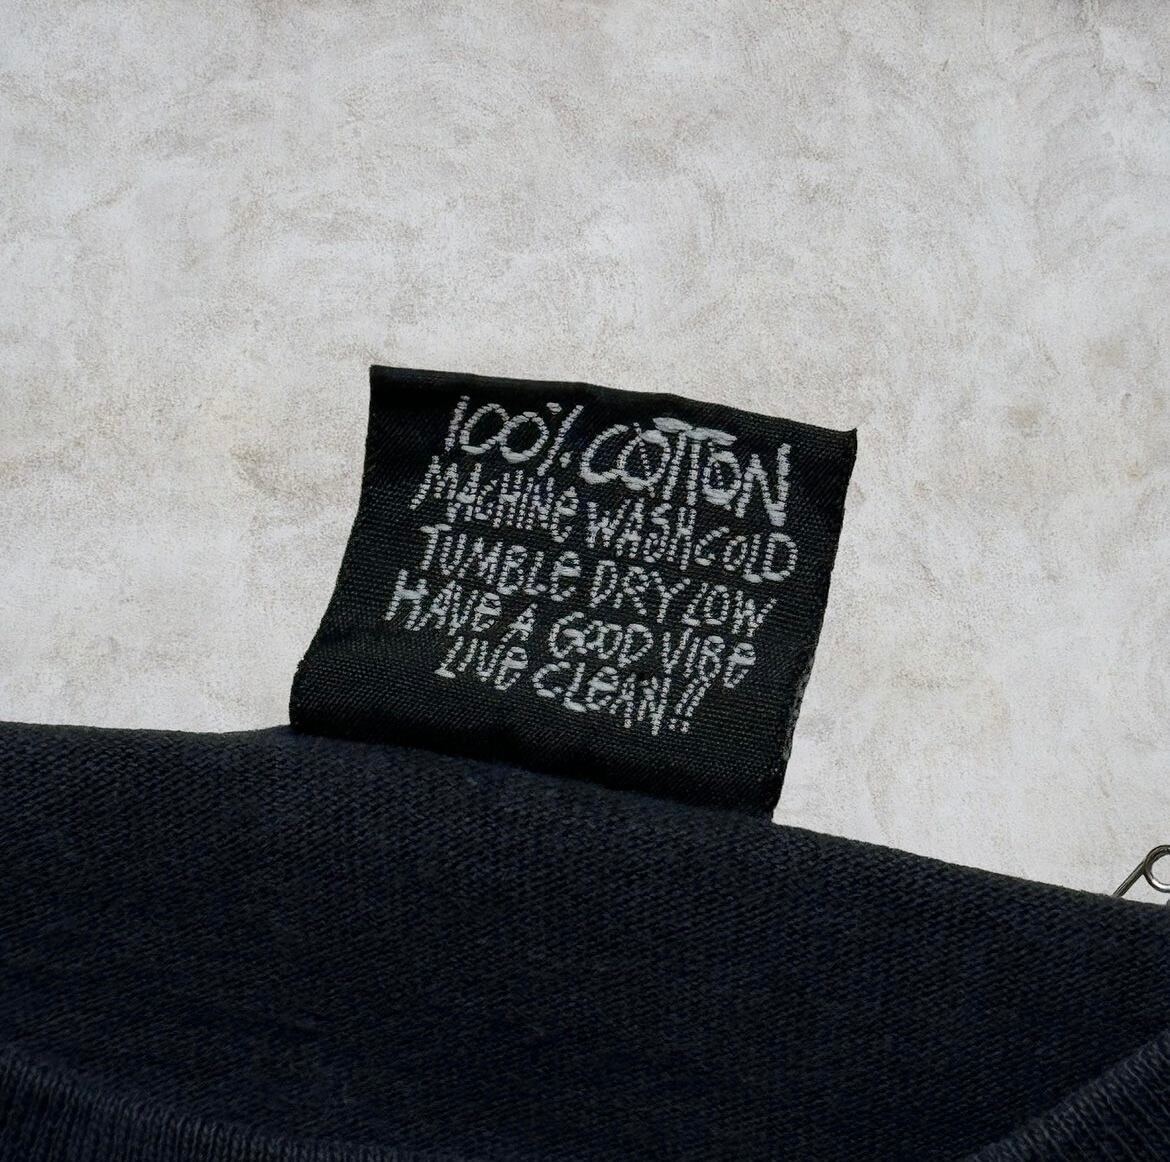 100% COTTON
MACHINE WASH COLD
TUMBLE DRY LOW
HAVE A GOOD VIBE
LIVE CLEAN!!